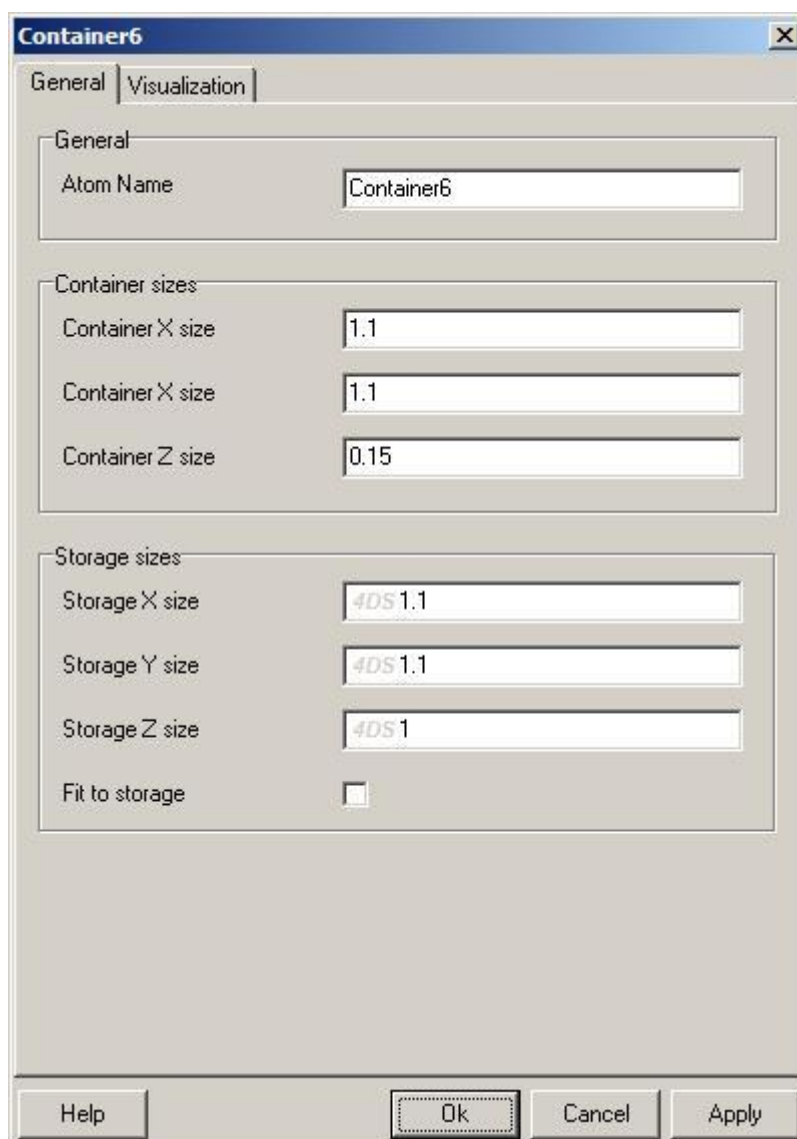 Container6
General Visualization
General
Atom Name Container6
Container sizes
Container X size 1.1
Container X size 1.1
Container Z size 0.15
Storage sizes
Storage X size 4DS 1.1
Storage Y size 4DS 1.1
Storage Z size 4DS 1
Fit to storage
Help Ok Cancel Apply